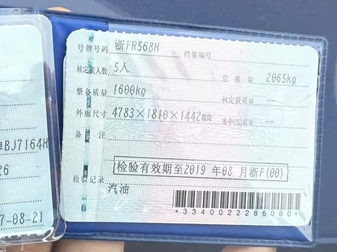 号牌号码 浙FR568H 档案编号
核定载人数 5人 总质量 2065kg
整备质量 1600kg 核定载质量
外廓尺寸 4783×1810×1442mm 准牵引总质量
备注
检验有效期至2019 年08 月浙F(00)
检验记录
汽油
*3340022286060*
BJ7164H
26
7-08-21